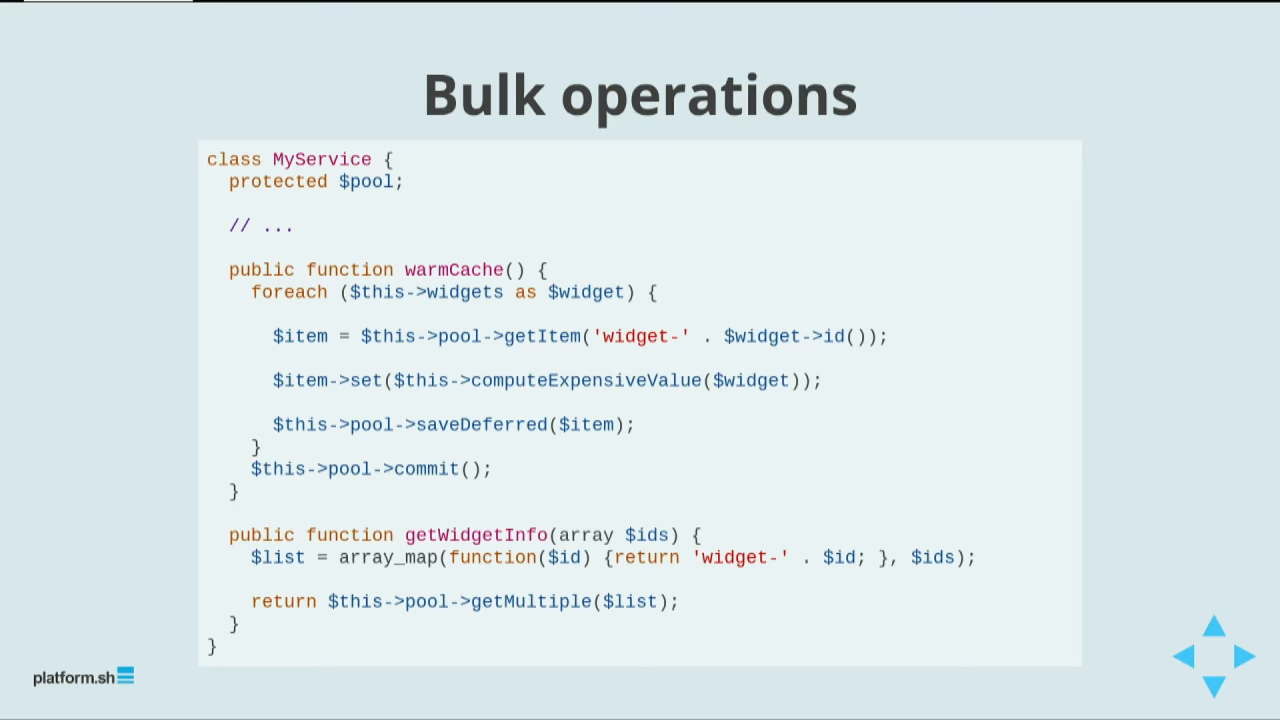 Bulk operations
class MyService {
  protected $pool;
  // ...
  public function warmCache() {
    foreach ($this->widgets as $widget) {
      $item = $this->pool->getItem('widget-' . $widget->id());
      $item->set($this->computeExpensiveValue($widget));
      $this->pool->saveDeferred($item);
    }
    $this->pool->commit();
  }
  public function getWidgetInfo(array $ids) {
    $list = array_map(function($id) {return 'widget-' . $id; }, $ids);
    return $this->pool->getMultiple($list);
  }
}
platform.sh